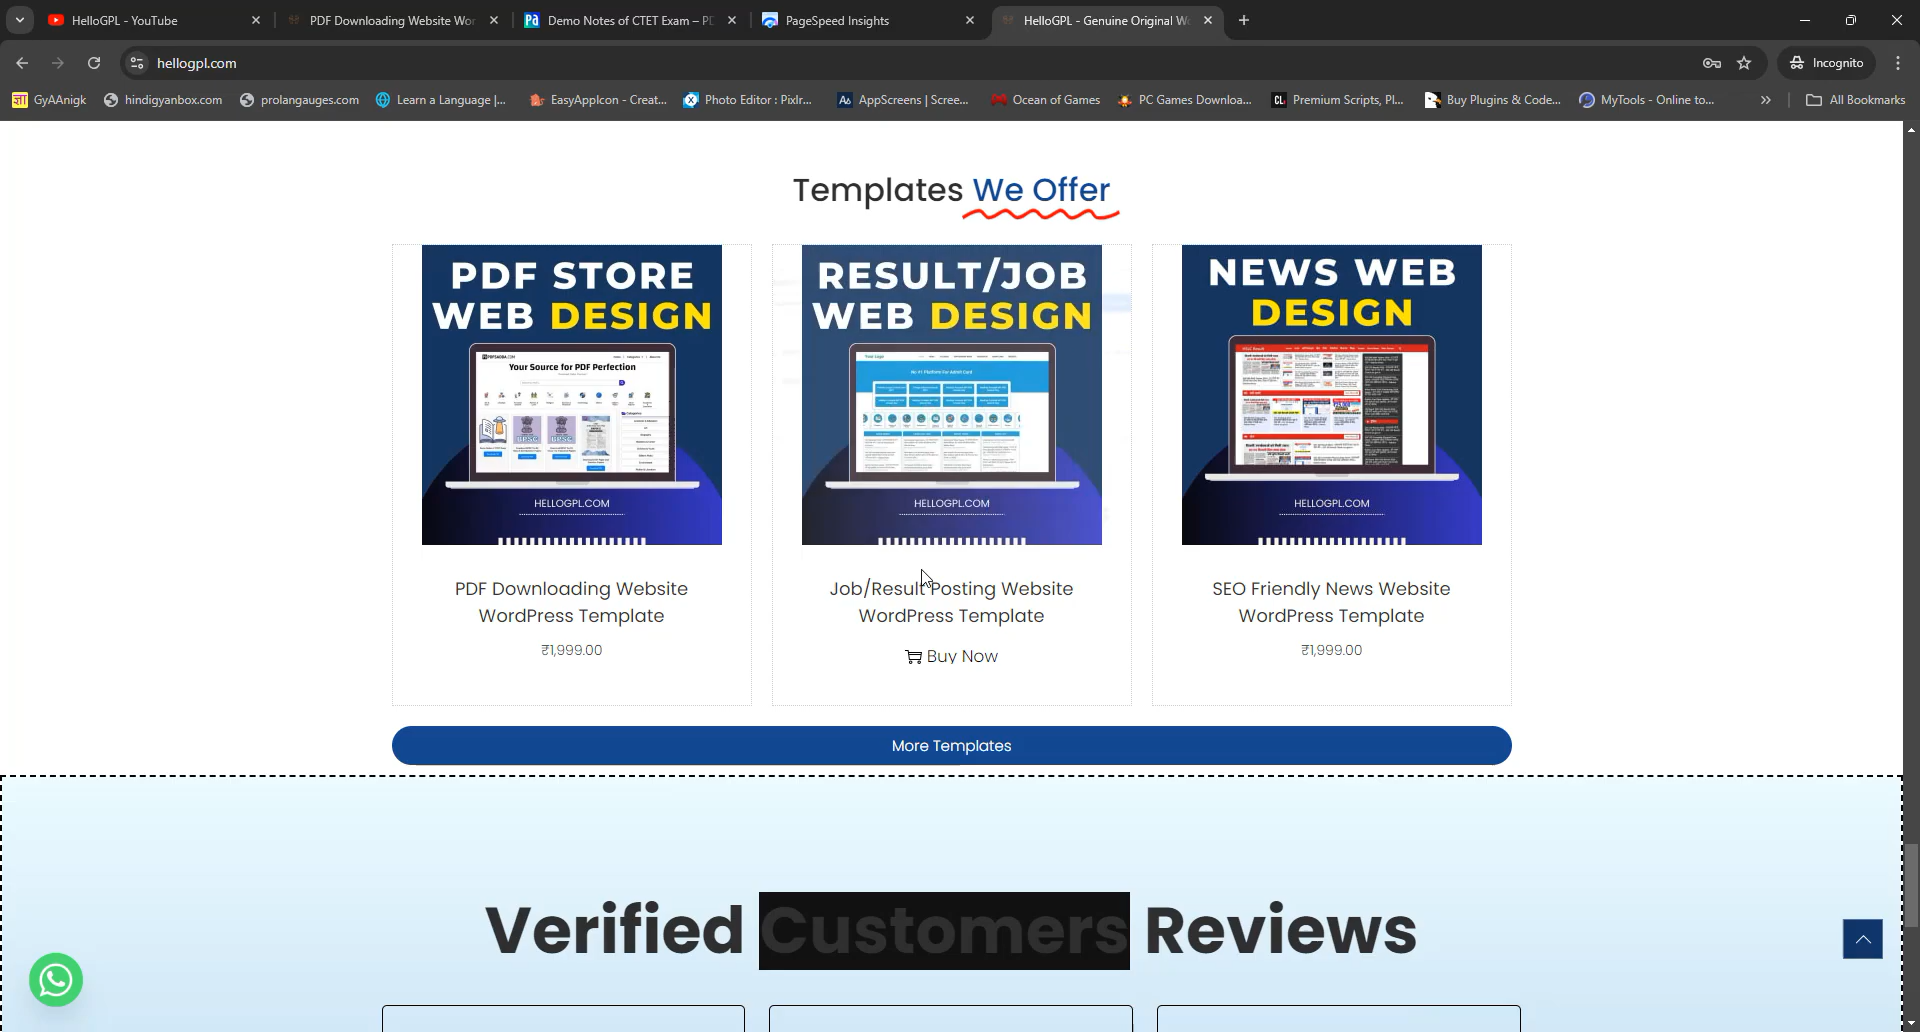 HelloGPL - YouTube
PDF Downloading Website Wor
Demo Notes of CTET Exam – PD
PageSpeed Insights
HelloGPL - Genuine Original Wo
hellogpl.com
Incognito
GyAAnigk
hindigyanbox.com
prolangauges.com
Learn a Language |...
EasyAppIcon - Creat...
Photo Editor : Pixlr...
AppScreens | Scree...
Ocean of Games
PC Games Downloa...
Premium Scripts, Pl...
Buy Plugins & Code...
MyTools - Online to...
All Bookmarks
Templates We Offer
PDF STORE
WEB DESIGN
Your Source for PDF Perfection
HELLOGPL.COM
RESULT/JOB
WEB DESIGN
HELLOGPL.COM
NEWS WEB
DESIGN
HELLOGPL.COM
PDF Downloading Website
WordPress Template
₹1,999.00
Job/Result Posting Website
WordPress Template
Buy Now
SEO Friendly News Website
WordPress Template
₹1,999.00
More Templates
Verified Customers Reviews